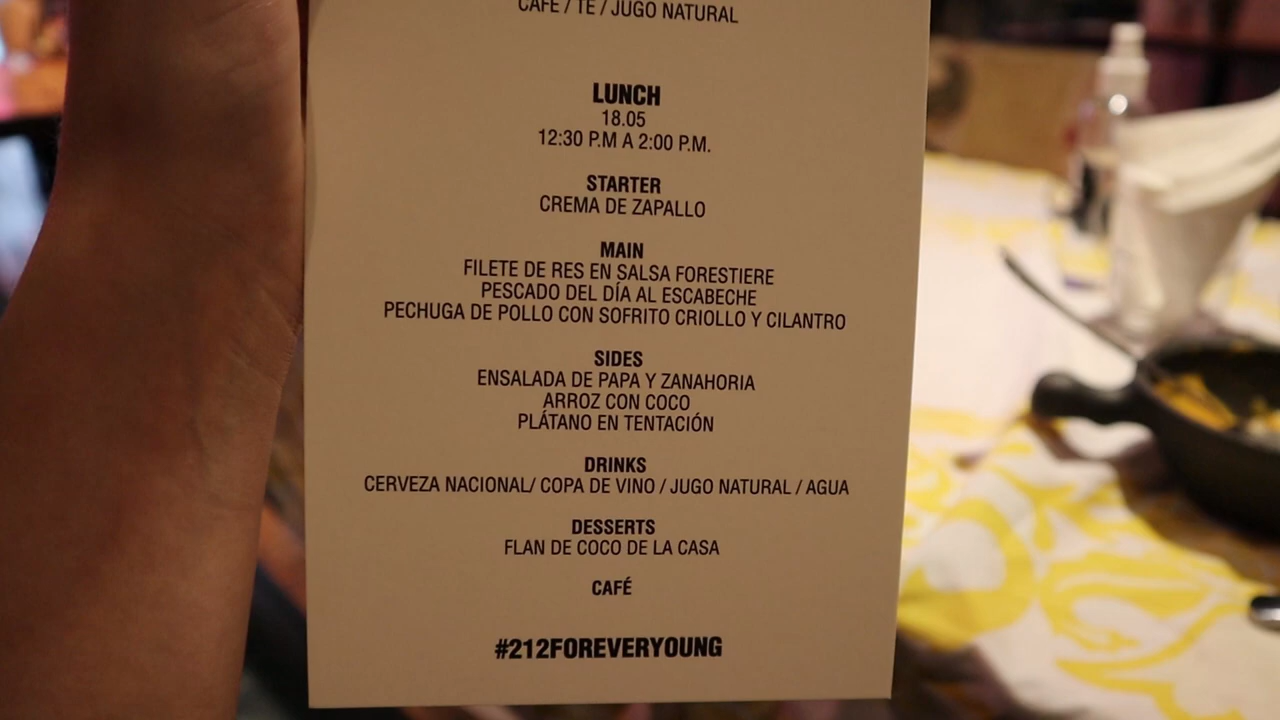 CAFÉ / TÉ / JUGO NATURAL
LUNCH
18.05
12:30 P.M A 2:00 P.M.
STARTER
CREMA DE ZAPALLO
MAIN
FILETE DE RES EN SALSA FORESTIERE
PESCADO DEL DÍA AL ESCABECHE
PECHUGA DE POLLO CON SOFRITO CRIOLLO Y CILANTRO
SIDES
ENSALADA DE PAPA Y ZANAHORIA
ARROZ CON COCO
PLÁTANO EN TENTACIÓN
DRINKS
CERVEZA NACIONAL/ COPA DE VINO / JUGO NATURAL / AGUA
DESSERTS
FLAN DE COCO DE LA CASA
CAFÉ
#212FOREVERYOUNG